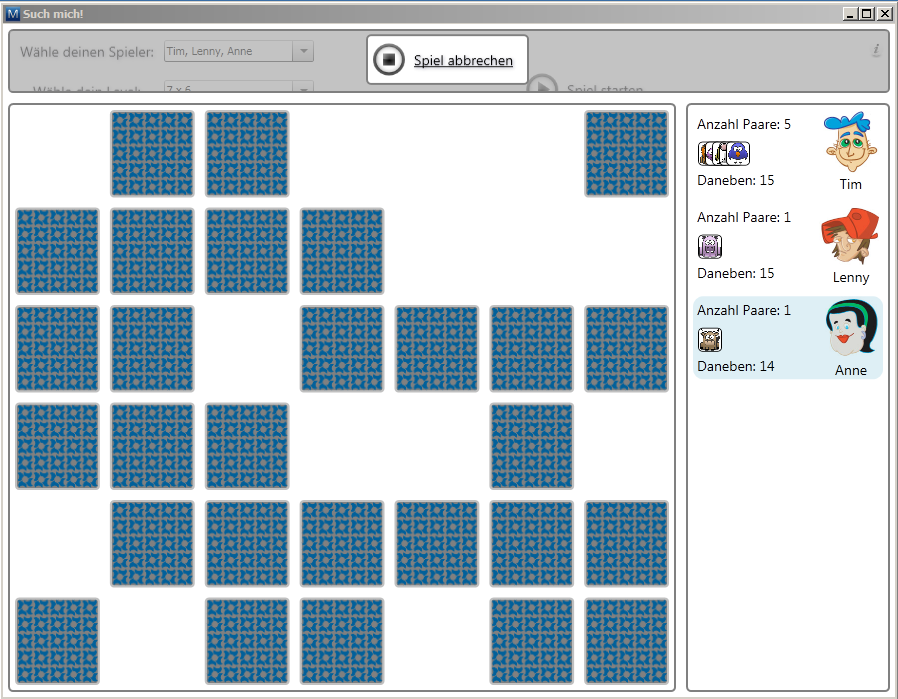 Such mich!
Wähle deinen Spieler: Tim, Lenny, Anne
Spiel abbrechen
i
Wähle dein Level: 7 x 6
Spiel starten
Anzahl Paare: 5
Daneben: 15
Tim
Anzahl Paare: 1
Daneben: 15
Lenny
Anzahl Paare: 1
Daneben: 14
Anne